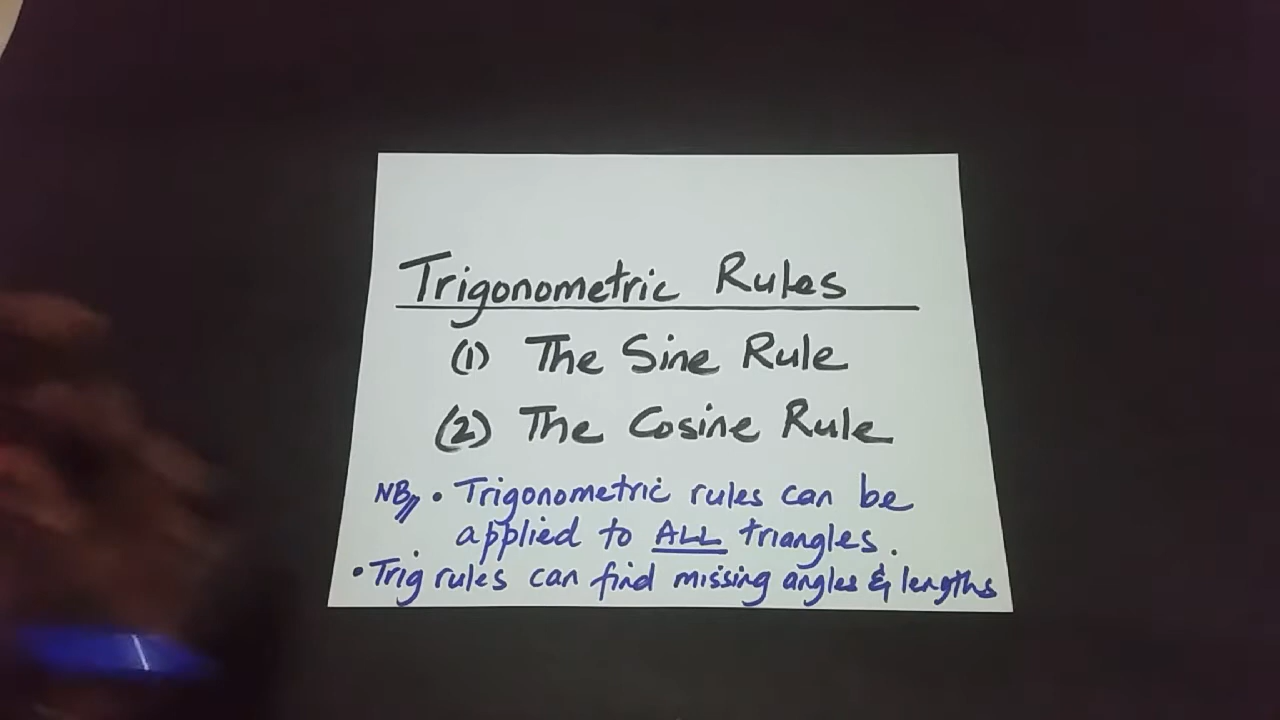 Trigonometric Rules
(1) The Sine Rule
(2) The Cosine Rule
NB// • Trigonometric rules can be
applied to ALL triangles.
• Trig rules can find missing angles & lengths